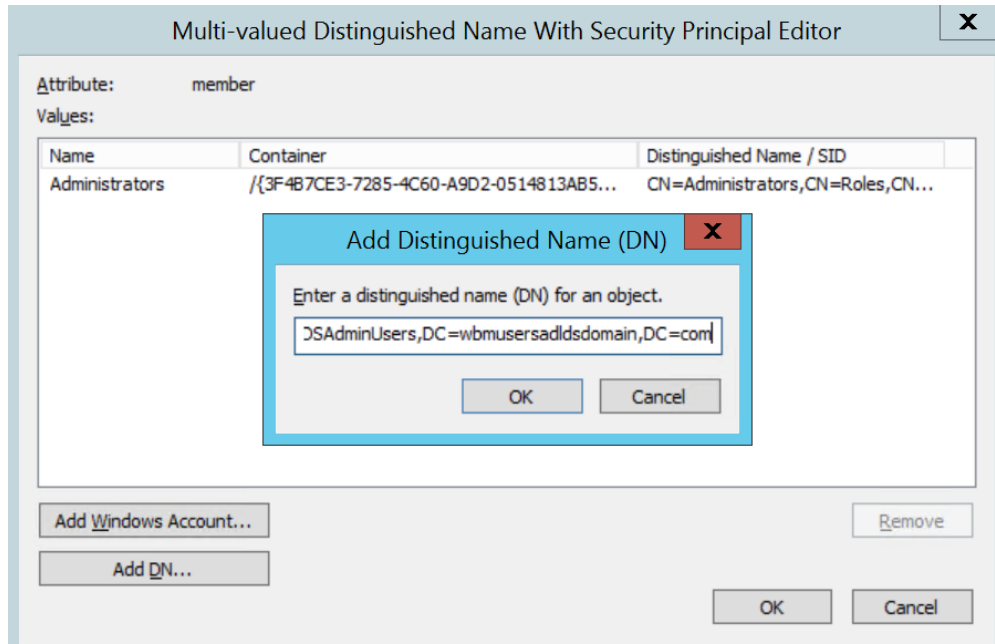 Multi-valued Distinguished Name With Security Principal Editor
X
Attribute: member
Values:
Name Container Distinguished Name / SID
Administrators /{3F4B7CE3-7285-4C60-A9D2-0514813AB5... CN=Administrators,CN=Roles,CN...
Add Distinguished Name (DN)
X
Enter a distinguished name (DN) for an object.
DSAdminUsers,DC=wbmusersadldsdomain,DC=com
OK Cancel
Add Windows Account...
Remove
Add DN...
OK Cancel